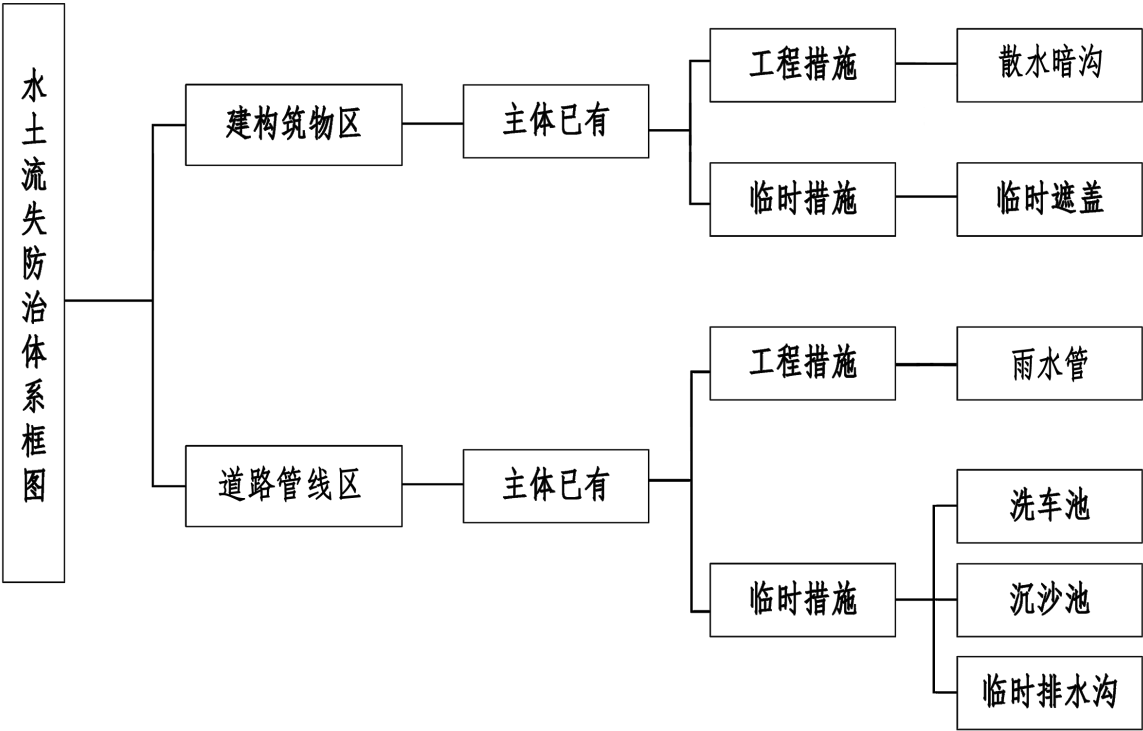 水土流失防治体系框图
建构筑物区
主体已有
工程措施
散水暗沟
临时措施
临时遮盖
道路管线区
主体已有
工程措施
雨水管
临时措施
洗车池
沉沙池
临时排水沟